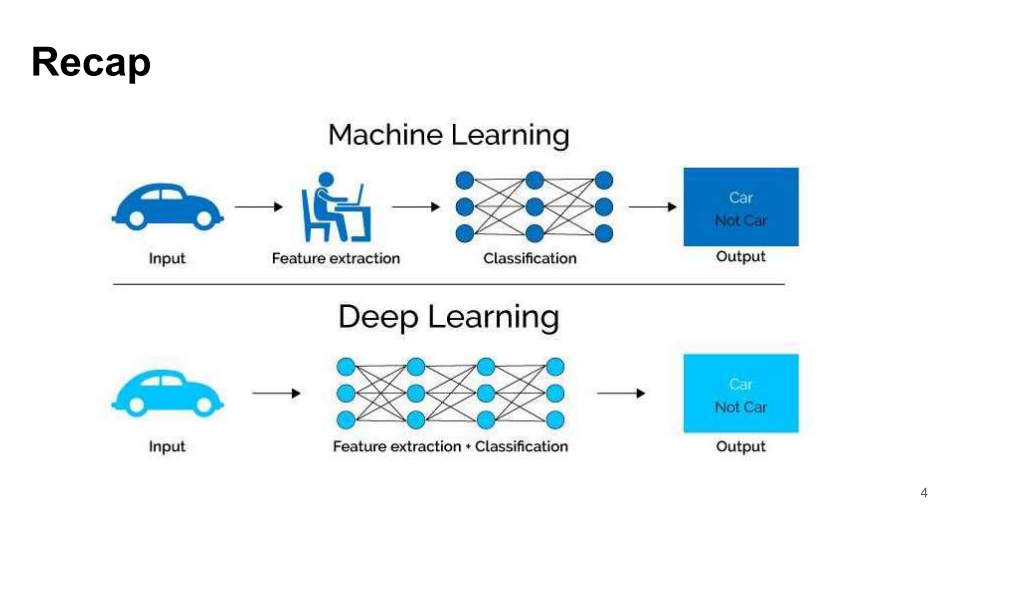 Recap
Machine Learning
Car
Not Car
Input
Feature extraction
Classification
Output
Deep Learning
Car
Not Car
Input
Feature extraction + Classification
Output
4